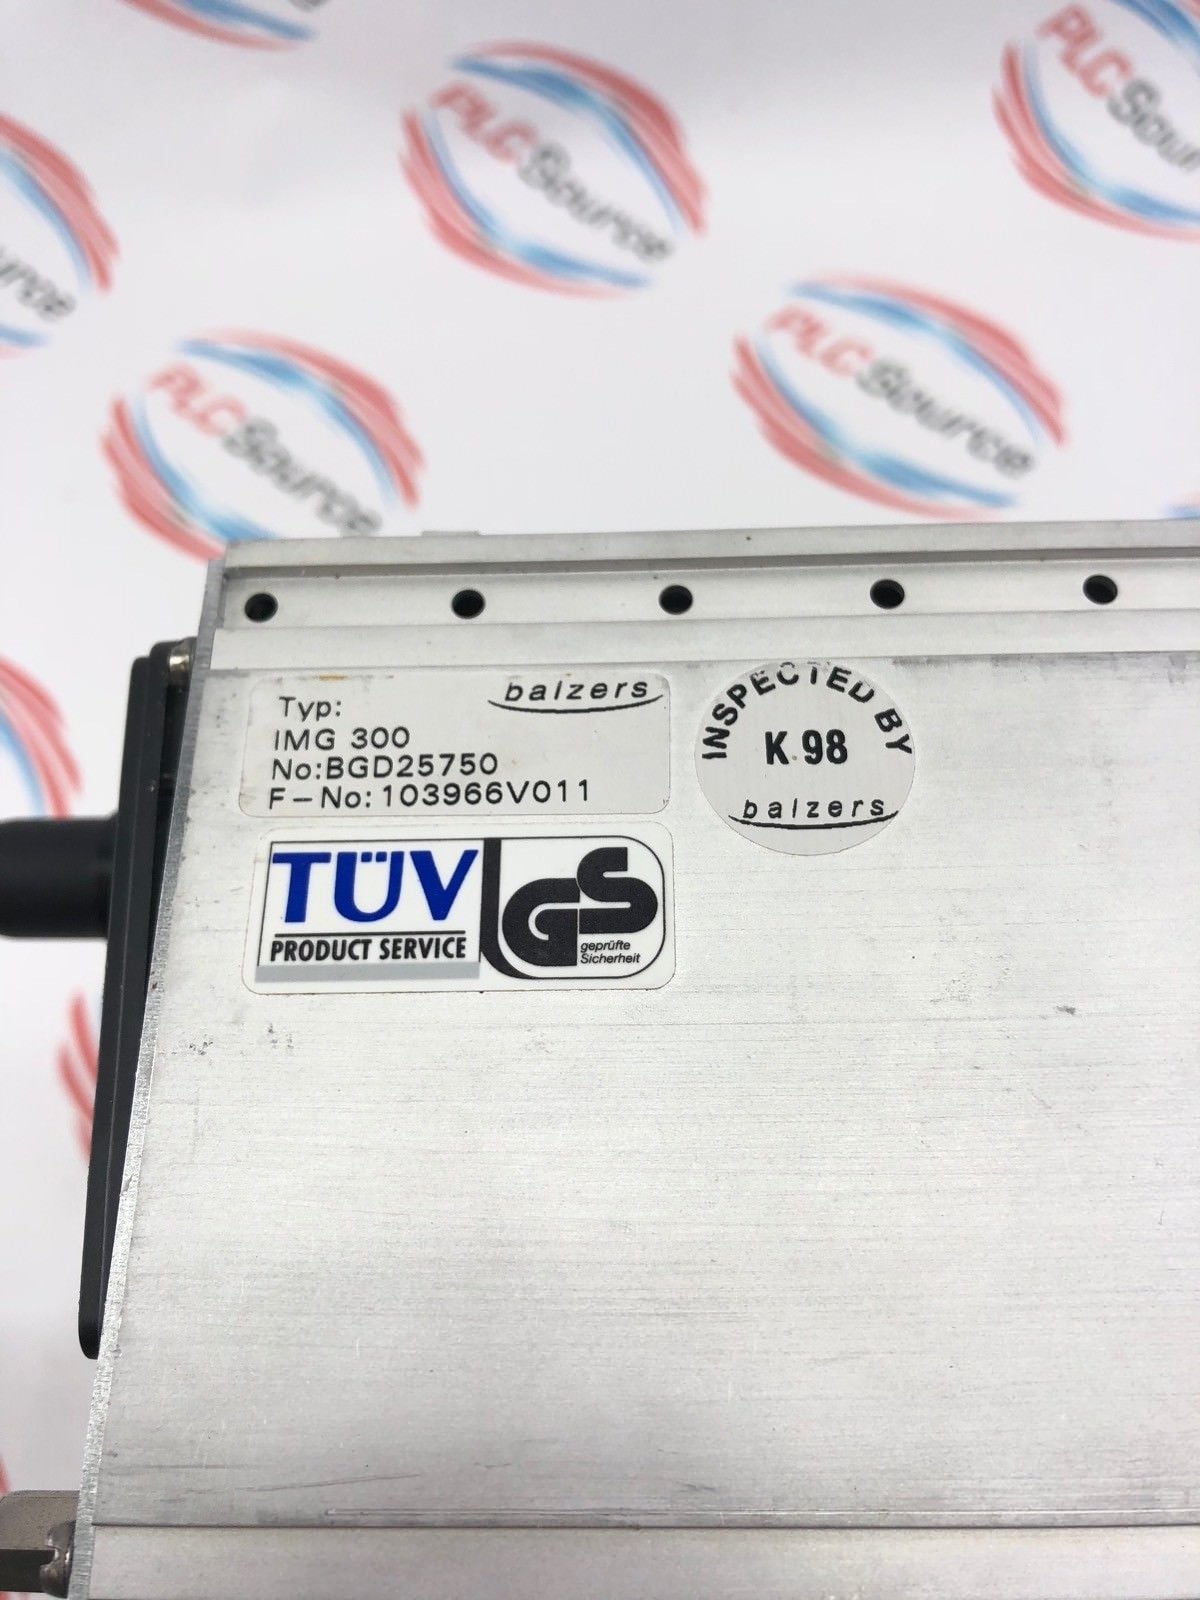 PLCSource
PLCSource
PLCSource
PLCSource
balzers
Typ:
IMG 300
No:BGD25750
F-No:103966V011
INSPECTED BY
K.98
balzers
TÜV
PRODUCT SERVICE
GS
geprüfte
Sicherheit